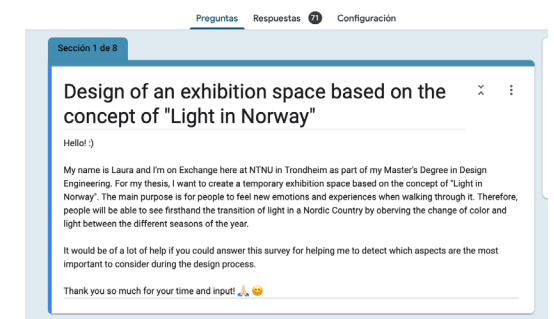 Preguntas Respuestas 71 Configuración
Sección 1 de 8
Design of an exhibition space based on the
concept of "Light in Norway"
Hello! :)
My name is Laura and I'm on Exchange here at NTNU in Trondheim as part of my Master's Degree in Design
Engineering. For my thesis, I want to create a temporary exhibition space based on the concept of "Light in
Norway". The main purpose is for people to feel new emotions and experiences when walking through it. Therefore,
people will be able to see firsthand the transition of light in a Nordic Country by oberving the change of color and
light between the different seasons of the year.
It would be of a lot of help if you could answer this survey for helping me to detect which aspects are the most
important to consider during the design process.
Thank you so much for your time and input! 🙏🏻 😊